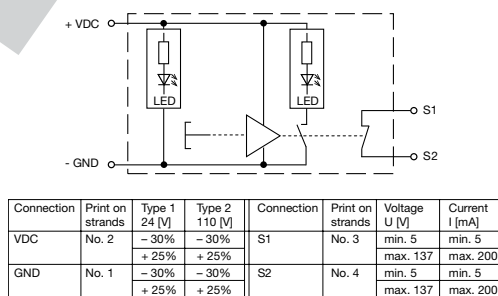 + VDC
LED
LED
S1
S2
- GND
Connection Print on strands Type 1 24 [V] Type 2 110 [V] Connection Print on strands Voltage U [V] Current I [mA]
VDC No. 2 – 30% – 30% S1 No. 3 min. 5 min. 5
+ 25% + 25% max. 137 max. 200
GND No. 1 – 30% – 30% S2 No. 4 min. 5 min. 5
+ 25% + 25% max. 137 max. 200